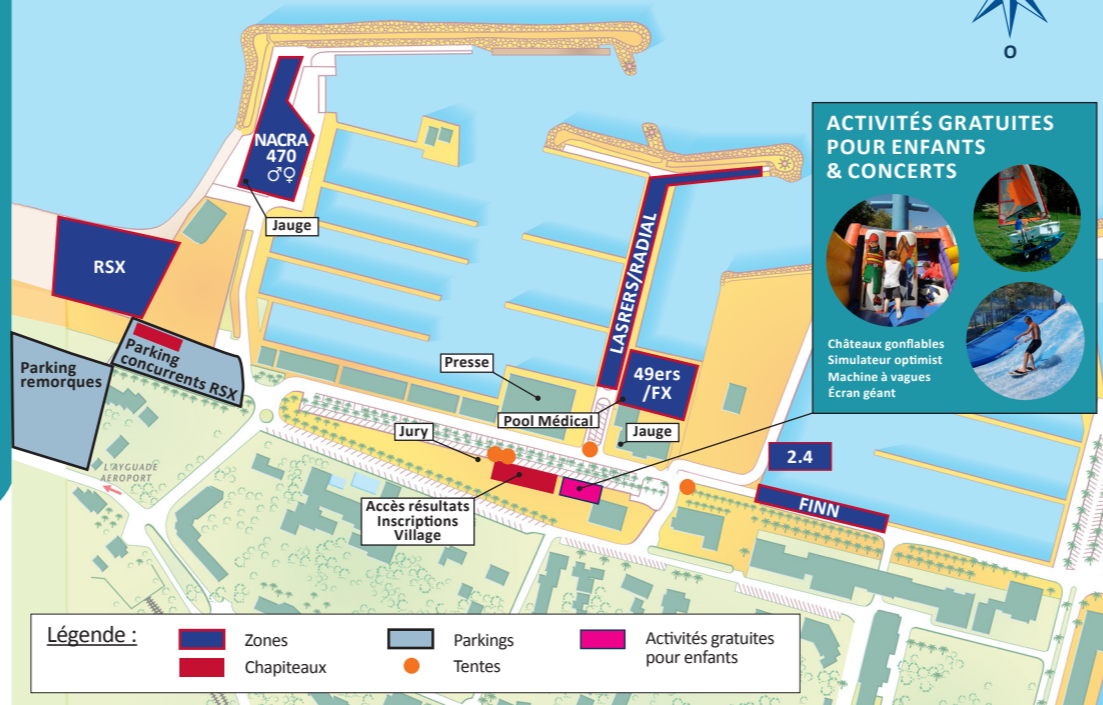 O
ACTIVITÉS GRATUITES
POUR ENFANTS
& CONCERTS
Châteaux gonflables
Simulateur optimist
Machine à vagues
Écran géant
NACRA
470
♂♀
Jauge
RSX
Parking
remorques
Parking
concurrents RSX
LASRERS/RADIAL
49ers
/FX
Presse
Pool Médical
Jauge
Jury
2.4
FINN
Accès résultats
Inscriptions
Village
L'AYGUADE
AEROPORT
Légende :
Zones
Chapiteaux
Parkings
Tentes
Activités gratuites
pour enfants